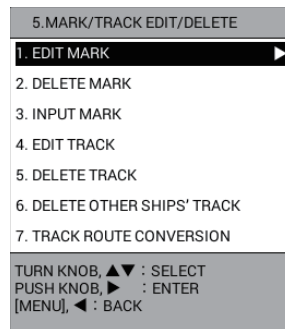 5.MARK/TRACK EDIT/DELETE
1. EDIT MARK ▶
2. DELETE MARK
3. INPUT MARK
4. EDIT TRACK
5. DELETE TRACK
6. DELETE OTHER SHIPS' TRACK
7. TRACK ROUTE CONVERSION
TURN KNOB, ▲▼ : SELECT
PUSH KNOB, ▶ : ENTER
[MENU], ◀ : BACK